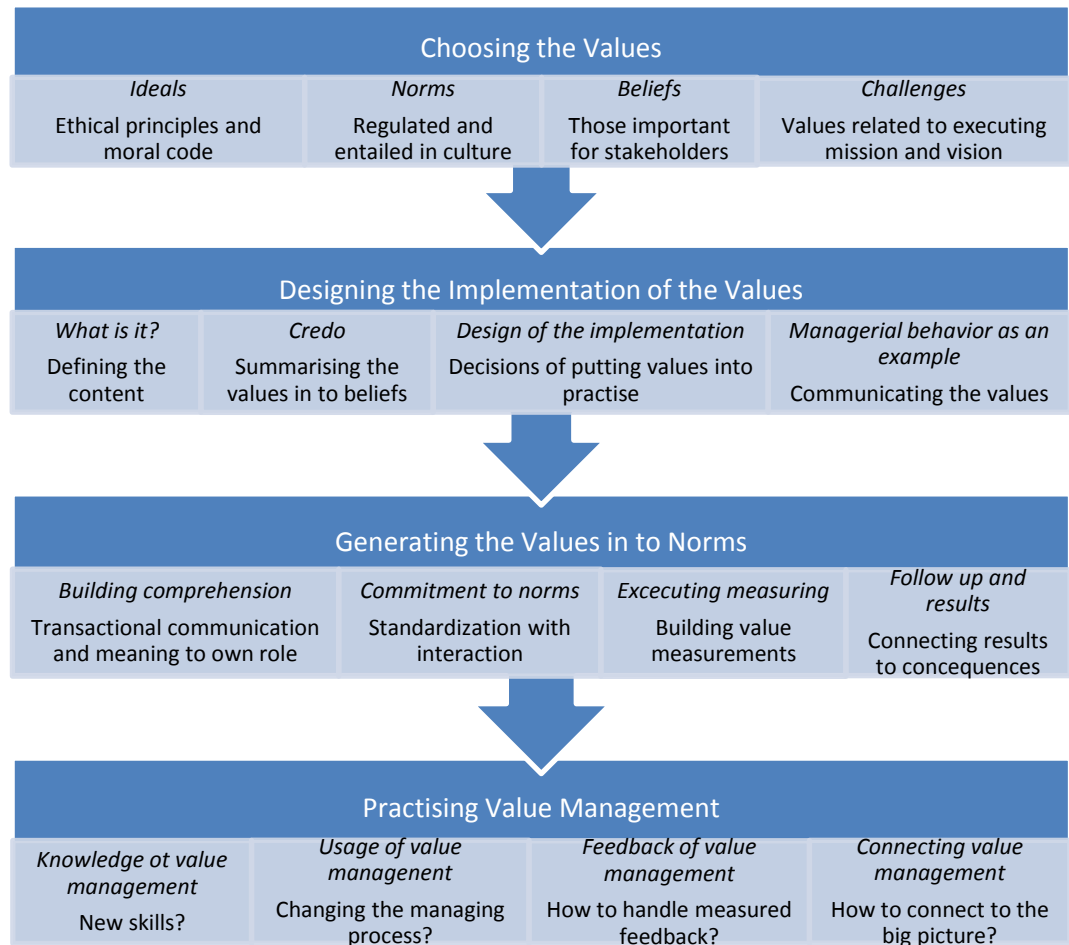 Choosing the Values
Ideals
Ethical principles and
moral code
Norms
Regulated and
entailed in culture
Beliefs
Those important
for stakeholders
Challenges
Values related to executing
mission and vision
Designing the Implementation of the Values
What is it?
Defining the
content
Credo
Summarising the
values in to beliefs
Design of the implementation
Decisions of putting values into
practise
Managerial behavior as an
example
Communicating the values
Generating the Values in to Norms
Building comprehension
Transactional communication
and meaning to own role
Commitment to norms
Standardization with
interaction
Excecuting measuring
Building value
measurements
Follow up and
results
Connecting results
to concequences
Practising Value Management
Knowledge ot value
management
New skills?
Usage of value
managenent
Changing the managing
process?
Feedback of value
management
How to handle measured
feedback?
Connecting value
management
How to connect to the
big picture?